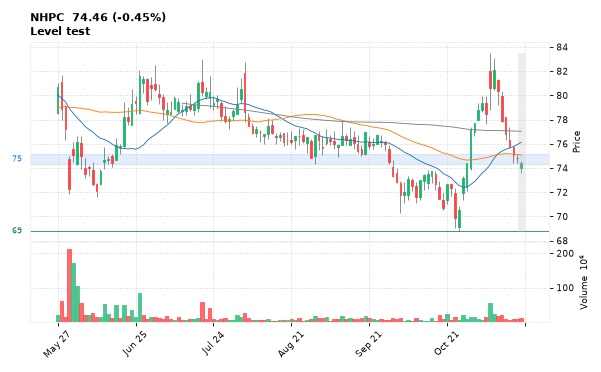 NHPC 74.46 (-0.45%)
Level test
84
82
80
78
76
74
72
70
68
Price
75
69
200
100
Volume 10⁶
May 27
Jun 25
Jul 24
Aug 21
Sep 21
Oct 21